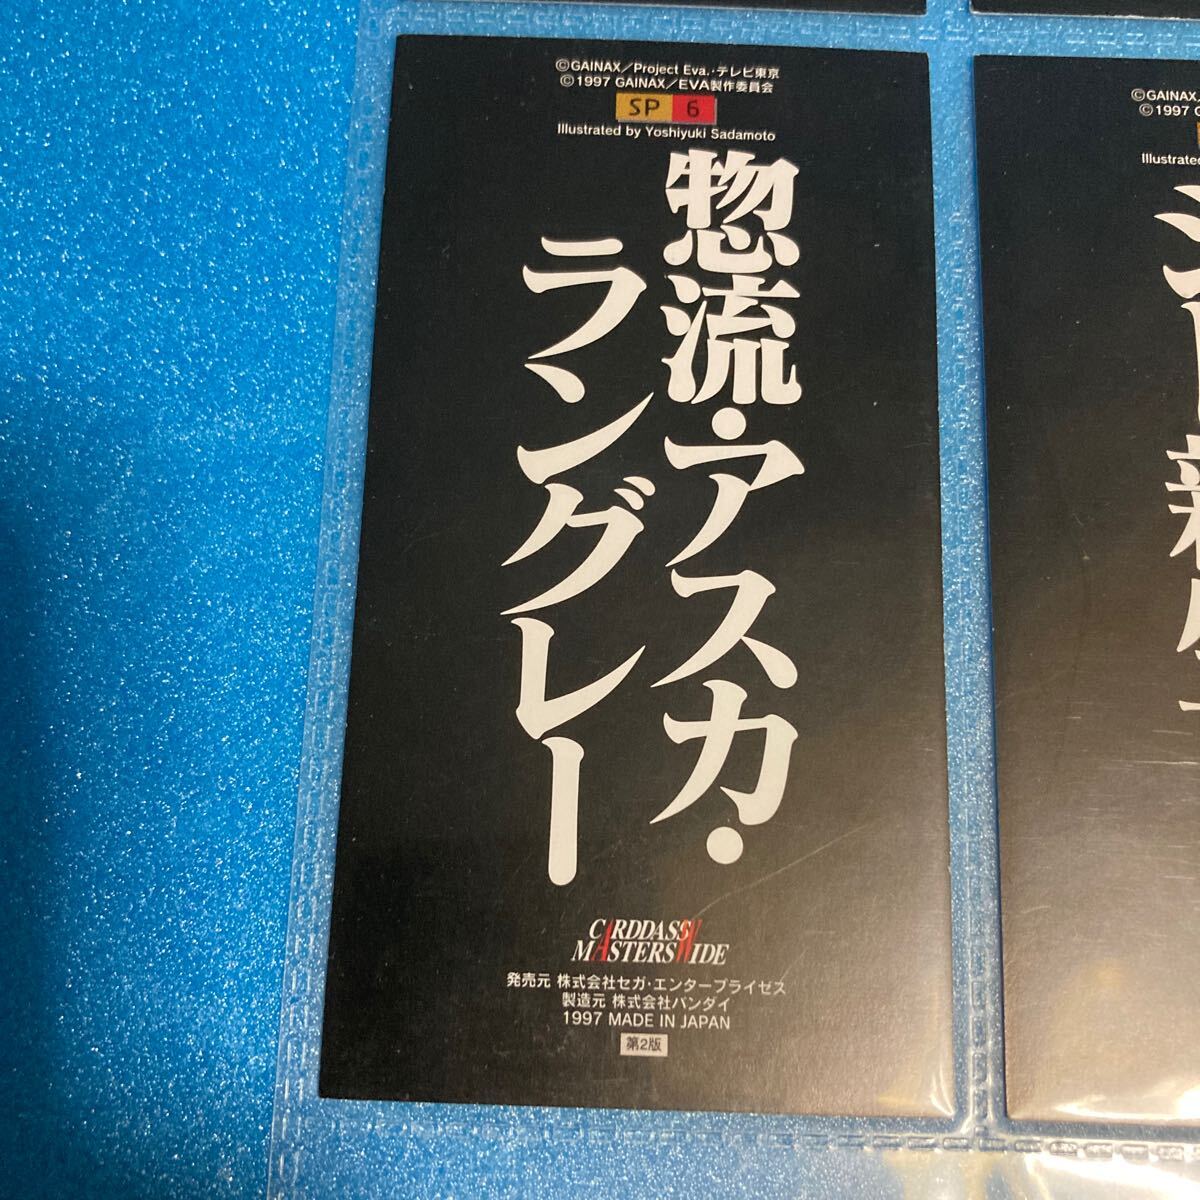 ©GAINAX／Project Eva.・テレビ東京
©1997 GAINAX／EVA製作委員会
SP 6
Illustrated by Yoshiyuki Sadamoto
惣流・アスカ・
ラングレー
CARDDASS
MASTERS WIDE
発売元 株式会社セガ・エンタープライゼス
製造元 株式会社バンダイ
1997 MADE IN JAPAN
第2版
©GAINAX
©1997 G
Illustrated